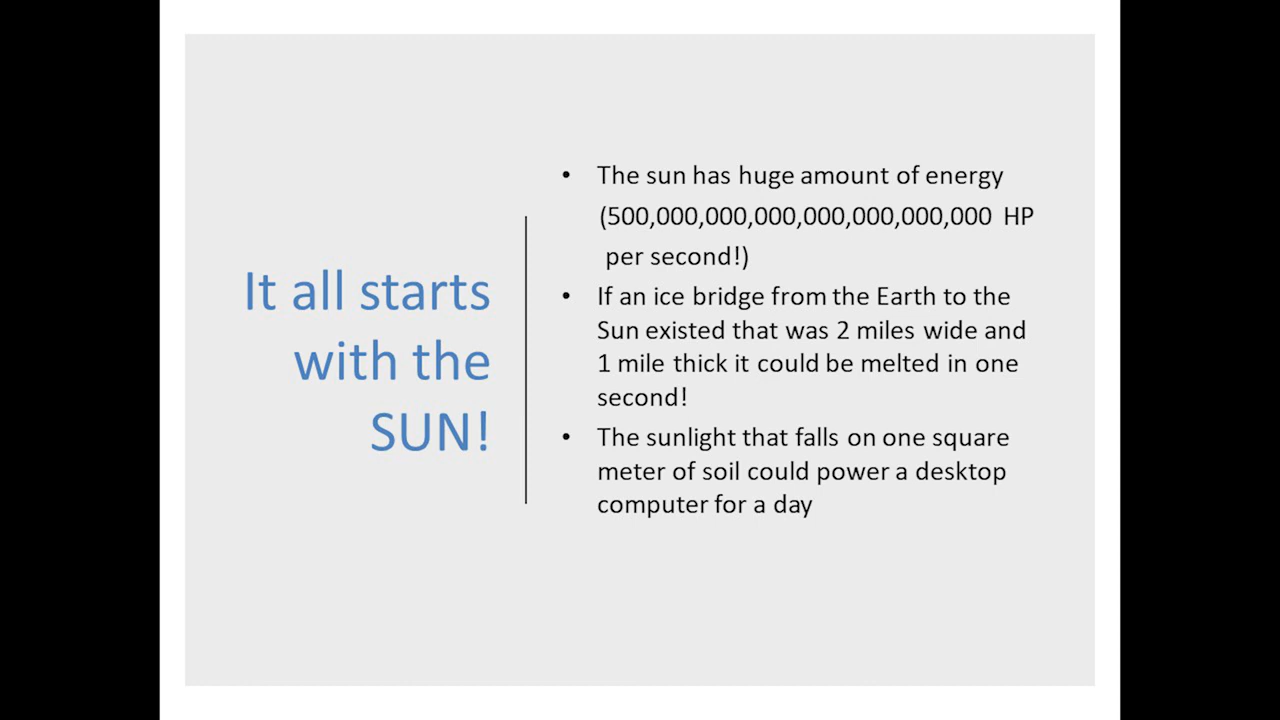 It all starts
with the
SUN!
• The sun has huge amount of energy
(500,000,000,000,000,000,000,000 HP
per second!)
• If an ice bridge from the Earth to the
Sun existed that was 2 miles wide and
1 mile thick it could be melted in one
second!
• The sunlight that falls on one square
meter of soil could power a desktop
computer for a day